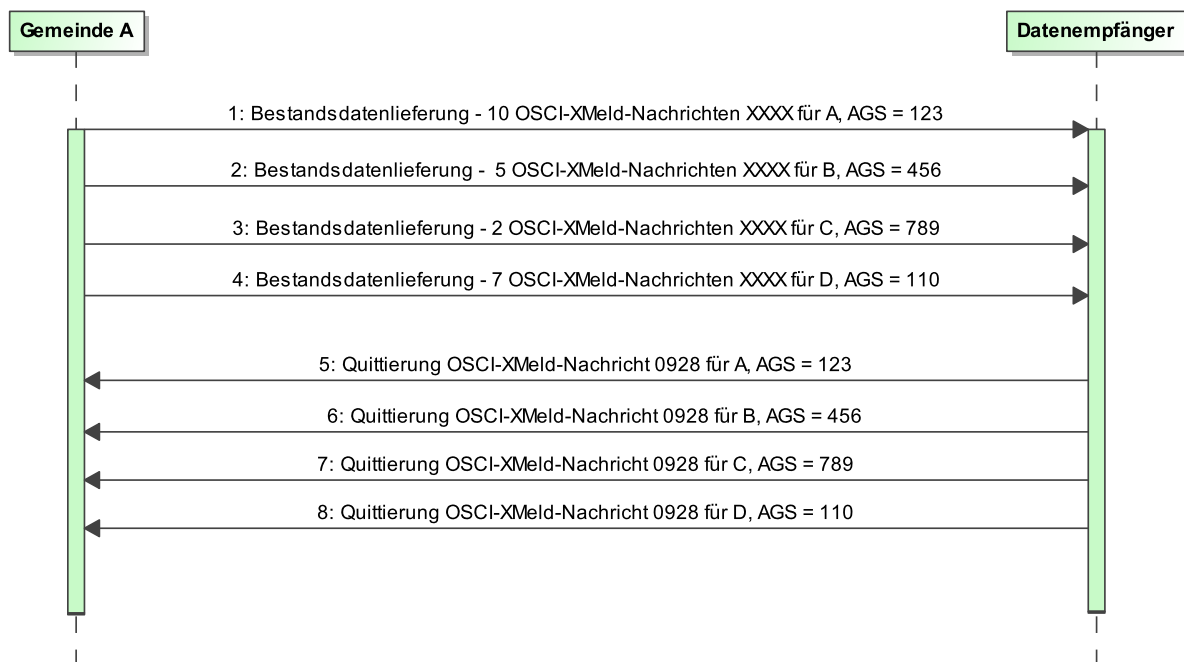 Gemeinde A
Datenempfänger
1: Bestandsdatenlieferung - 10 OSCI-XMeld-Nachrichten XXXX für A, AGS = 123
2: Bestandsdatenlieferung - 5 OSCI-XMeld-Nachrichten XXXX für B, AGS = 456
3: Bestandsdatenlieferung - 2 OSCI-XMeld-Nachrichten XXXX für C, AGS = 789
4: Bestandsdatenlieferung - 7 OSCI-XMeld-Nachrichten XXXX für D, AGS = 110
5: Quittierung OSCI-XMeld-Nachricht 0928 für A, AGS = 123
6: Quittierung OSCI-XMeld-Nachricht 0928 für B, AGS = 456
7: Quittierung OSCI-XMeld-Nachricht 0928 für C, AGS = 789
8: Quittierung OSCI-XMeld-Nachricht 0928 für D, AGS = 110